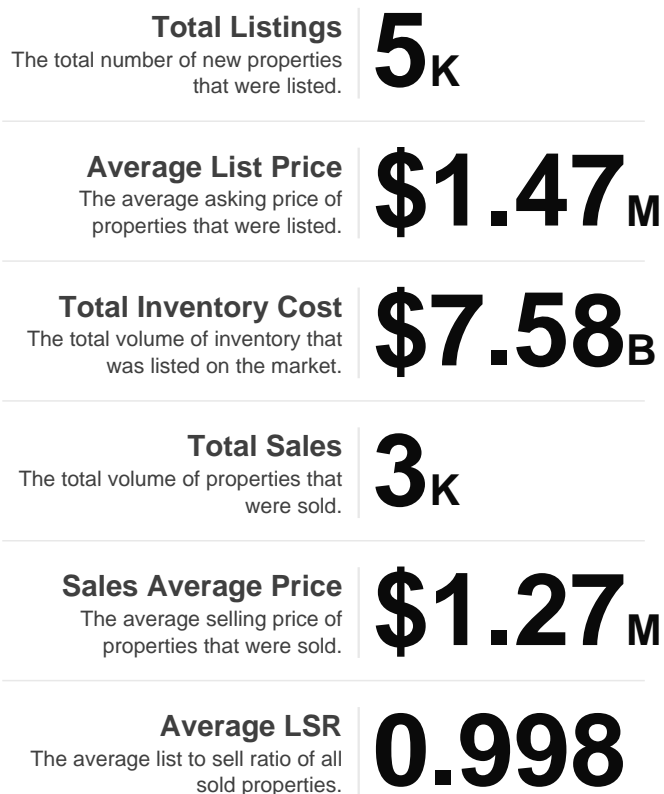 Total Listings
The total number of new properties
that were listed.
5K
Average List Price
The average asking price of
properties that were listed.
$1.47M
Total Inventory Cost
The total volume of inventory that
was listed on the market.
$7.58B
Total Sales
The total volume of properties that
were sold.
3K
Sales Average Price
The average selling price of
properties that were sold.
$1.27M
Average LSR
The average list to sell ratio of all
sold properties.
0.998